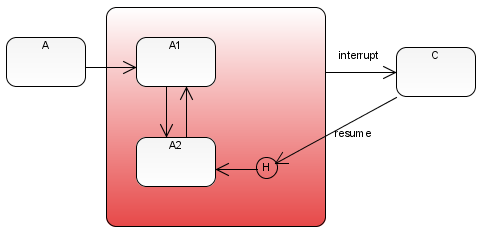 A
A1
interrupt
C
resume
A2
H